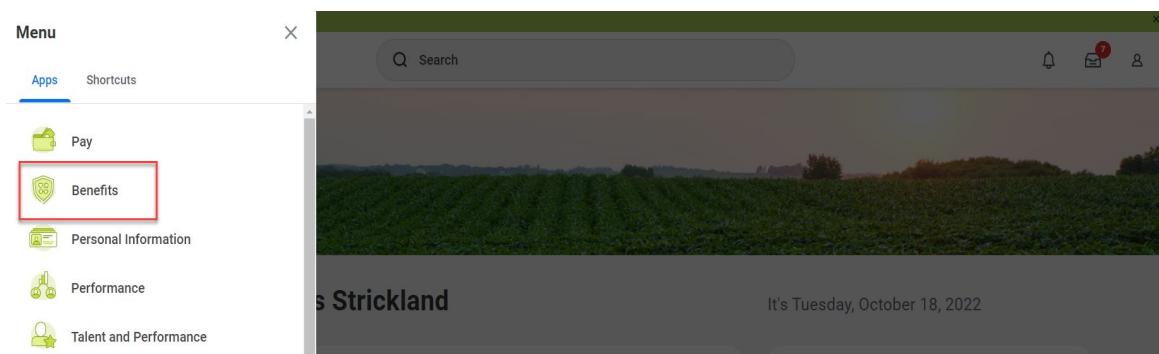 Menu
Apps
Shortcuts
Pay
Benefits
Personal Information
Performance
Talent and Performance
Search
7
s Strickland
It's Tuesday, October 18, 2022